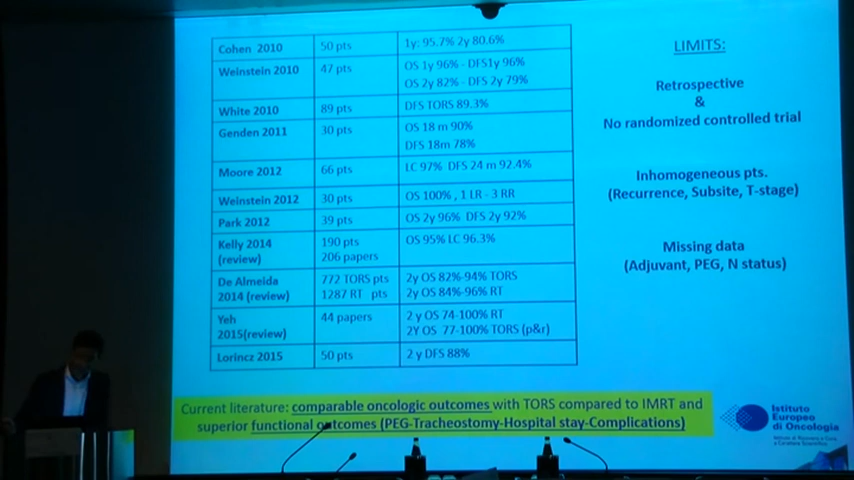 Cohen 2010 50 pts 1y: 95.7% 2y 80.6%
Weinstein 2010 47 pts OS 1y 96% - DFS1y 96%
OS 2y 82% - DFS 2y 79%
White 2010 89 pts DFS TORS 89.3%
Genden 2011 30 pts OS 18 m 90%
DFS 18m 78%
Moore 2012 66 pts LC 97% DFS 24 m 92.4%
Weinstein 2012 30 pts OS 100% , 1 LR - 3 RR
Park 2012 39 pts OS 2y 96% DFS 2y 92%
Kelly 2014 190 pts OS 95% LC 96.3%
(review) 206 papers
De Almeida 772 TORS pts 2y OS 82%-94% TORS
2014 (review) 1287 RT pts 2y OS 84%-96% RT
Yeh 44 papers 2 y OS 74-100% RT
2015(review) 2Y OS 77-100% TORS (p&r)
Lorincz 2015 50 pts 2 y DFS 88%
LIMITS:
Retrospective
&
No randomized controlled trial
Inhomogeneous pts.
(Recurrence, Subsite, T-stage)
Missing data
(Adjuvant, PEG, N status)
Current literature: comparable oncologic outcomes with TORS compared to IMRT and
superior functional outcomes (PEG-Tracheostomy-Hospital stay-Complications)
Istituto
Europeo
di Oncologia